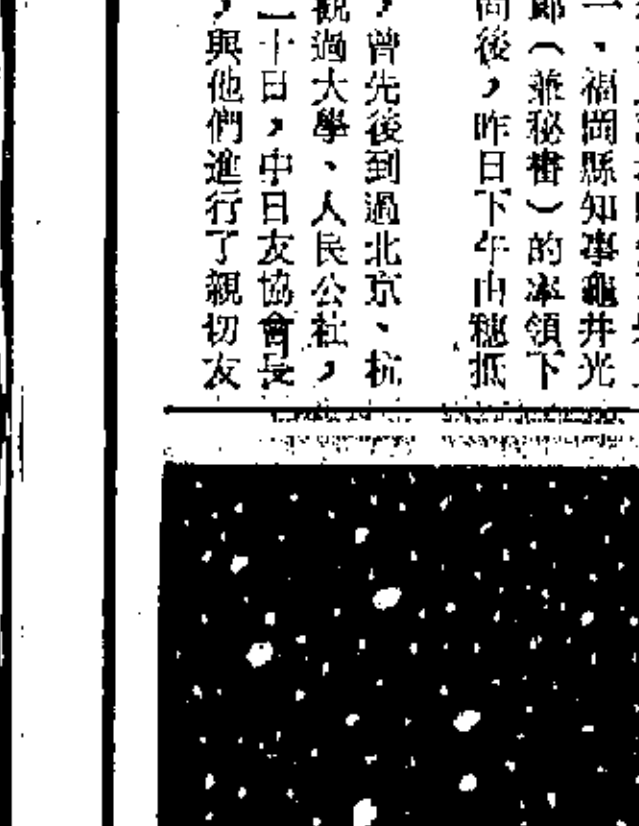 一、福岡縣知事龜井光
郎（兼秘書）的率領下
問後，昨日下午由穗抵
，曾先後到過北京、杭
觀過大學、人民公社，
二十日，中日友協會長
，與他們進行了親切友